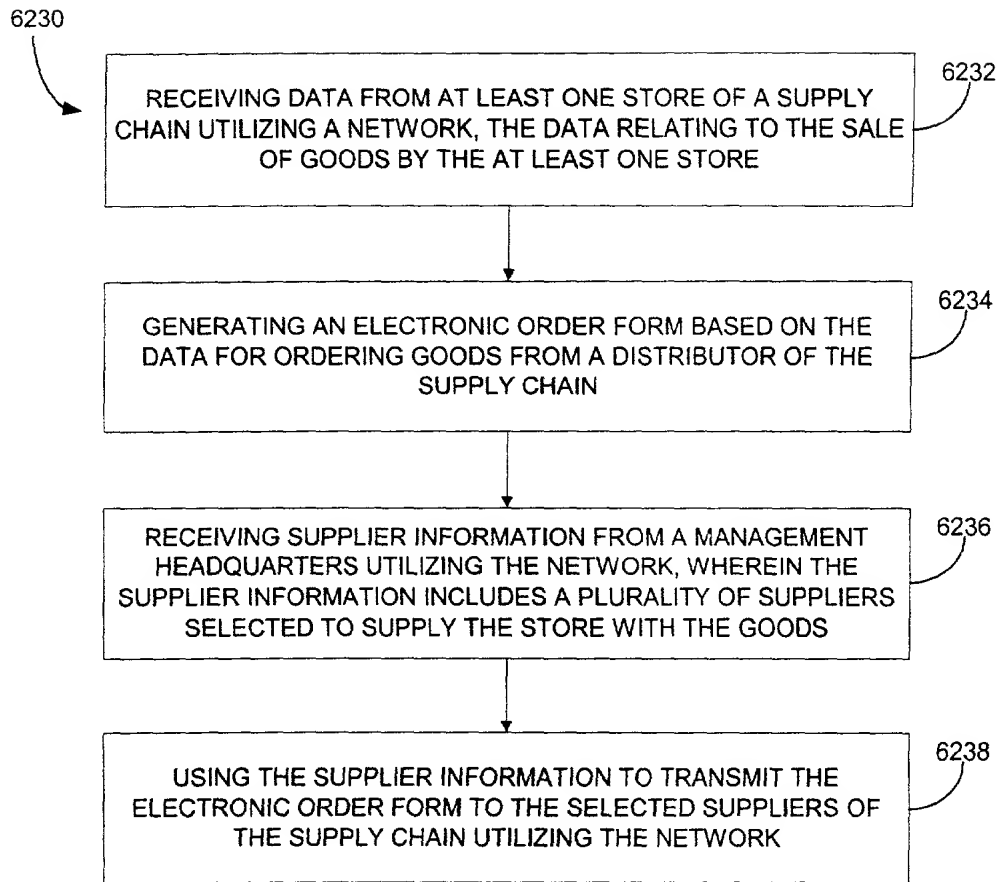 6230
6232
RECEIVING DATA FROM AT LEAST ONE STORE OF A SUPPLY
CHAIN UTILIZING A NETWORK, THE DATA RELATING TO THE SALE
OF GOODS BY THE AT LEAST ONE STORE
6234
GENERATING AN ELECTRONIC ORDER FORM BASED ON THE
DATA FOR ORDERING GOODS FROM A DISTRIBUTOR OF THE
SUPPLY CHAIN
6236
RECEIVING SUPPLIER INFORMATION FROM A MANAGEMENT
HEADQUARTERS UTILIZING THE NETWORK, WHEREIN THE
SUPPLIER INFORMATION INCLUDES A PLURALITY OF SUPPLIERS
SELECTED TO SUPPLY THE STORE WITH THE GOODS
6238
USING THE SUPPLIER INFORMATION TO TRANSMIT THE
ELECTRONIC ORDER FORM TO THE SELECTED SUPPLIERS OF
THE SUPPLY CHAIN UTILIZING THE NETWORK